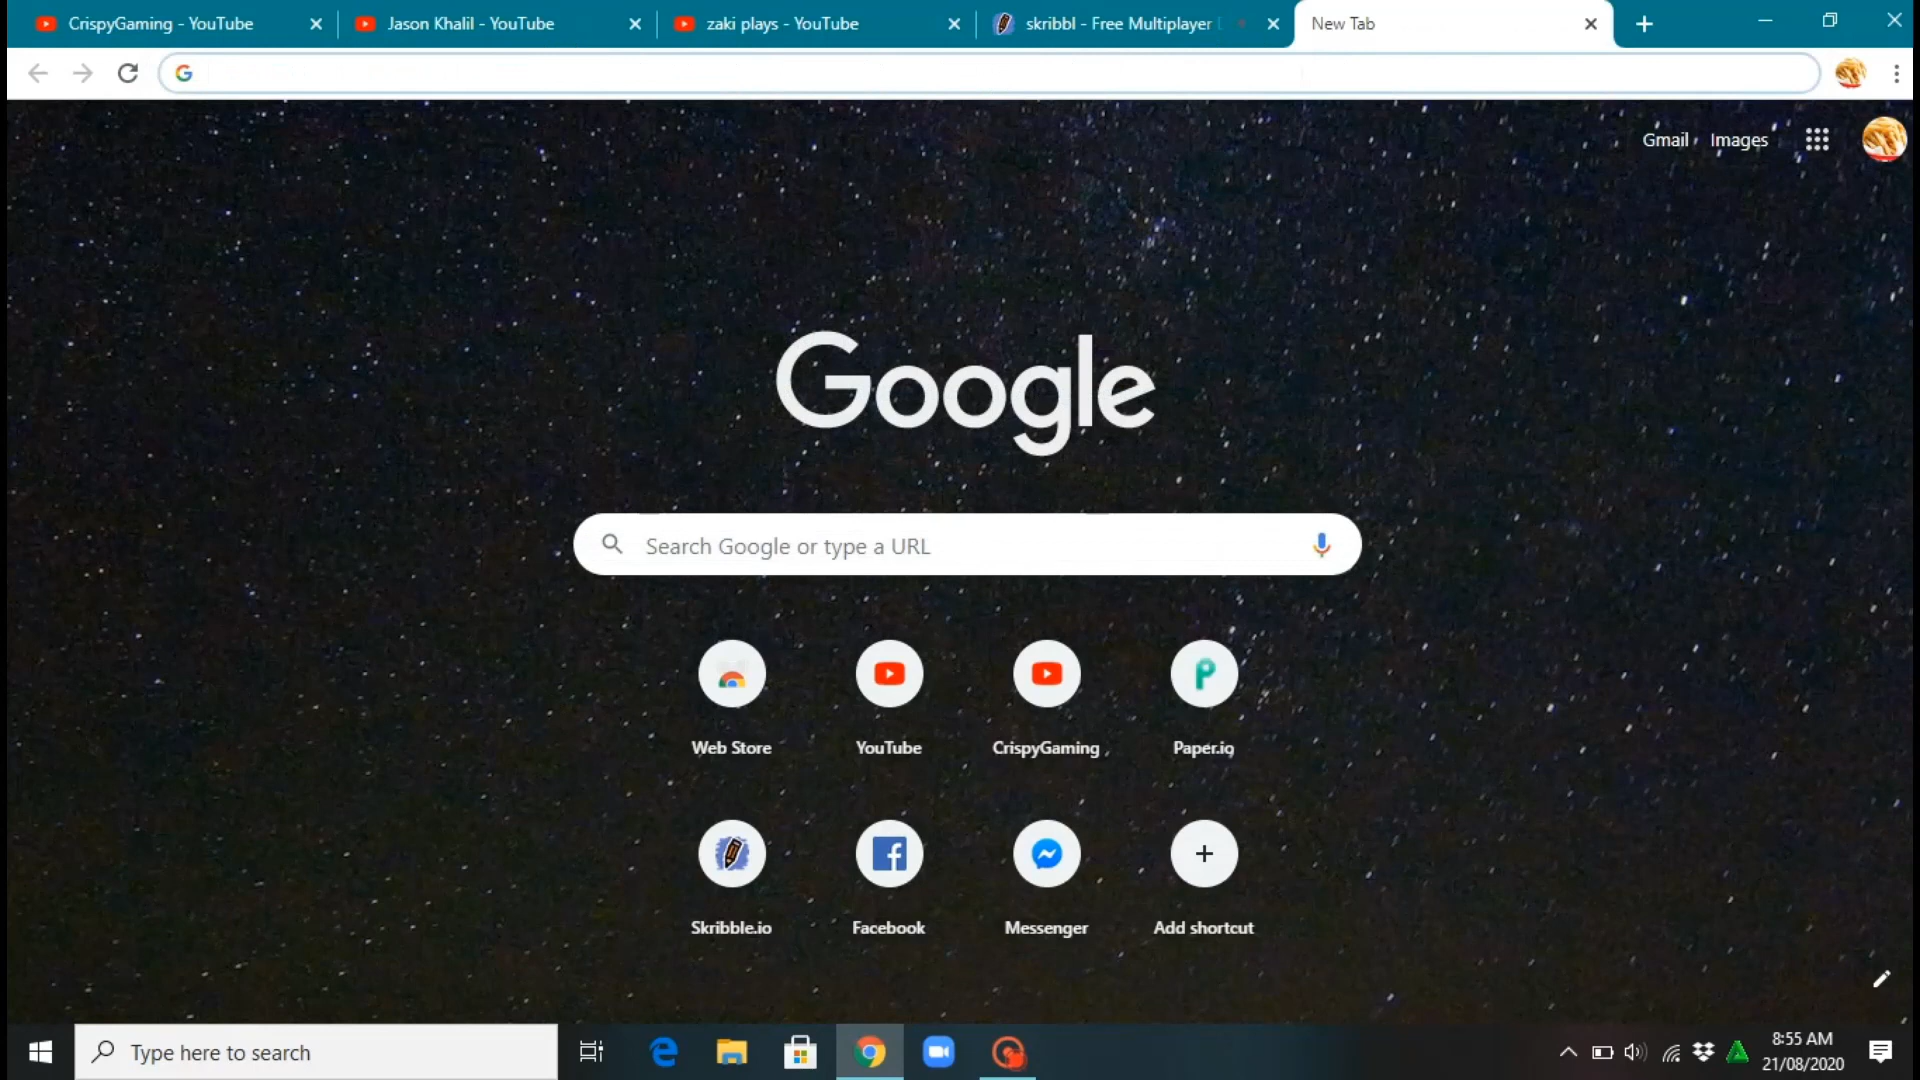 CrispyGaming - YouTube
Jason Khalil - YouTube
zaki plays - YouTube
skribbl - Free Multiplayer
New Tab
Gmail
Images
Google
Search Google or type a URL
Web Store
YouTube
CrispyGaming
Paper.io
Skribble.io
Facebook
Messenger
Add shortcut
Type here to search
8:55 AM
21/08/2020